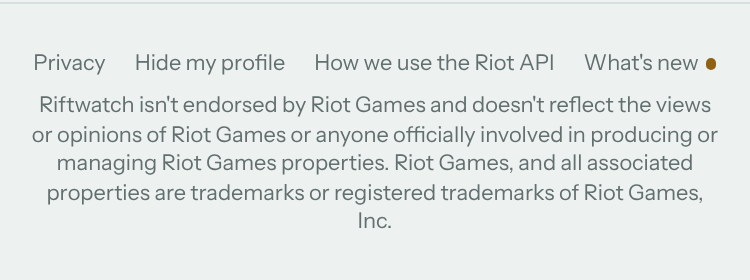 Privacy Hide my profile How we use the Riot API What's new
Riftwatch isn't endorsed by Riot Games and doesn't reflect the views
or opinions of Riot Games or anyone officially involved in producing or
managing Riot Games properties. Riot Games, and all associated
properties are trademarks or registered trademarks of Riot Games,
Inc.